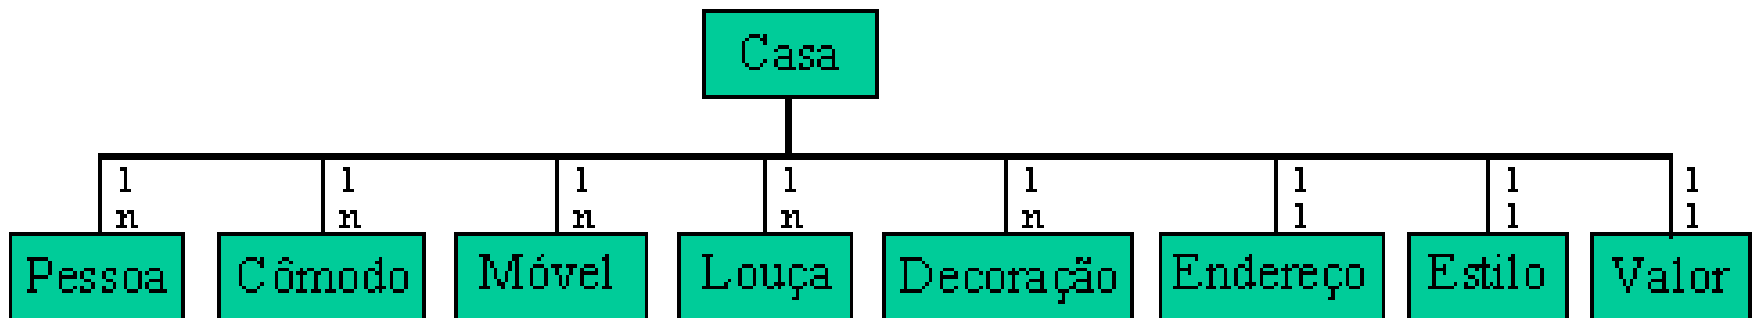 Casa
1 1 1 1 1 1 1 1
n n n n n 1 1 1
Pessoa Cômodo Móvel Louça Decoração Endereço Estilo Valor